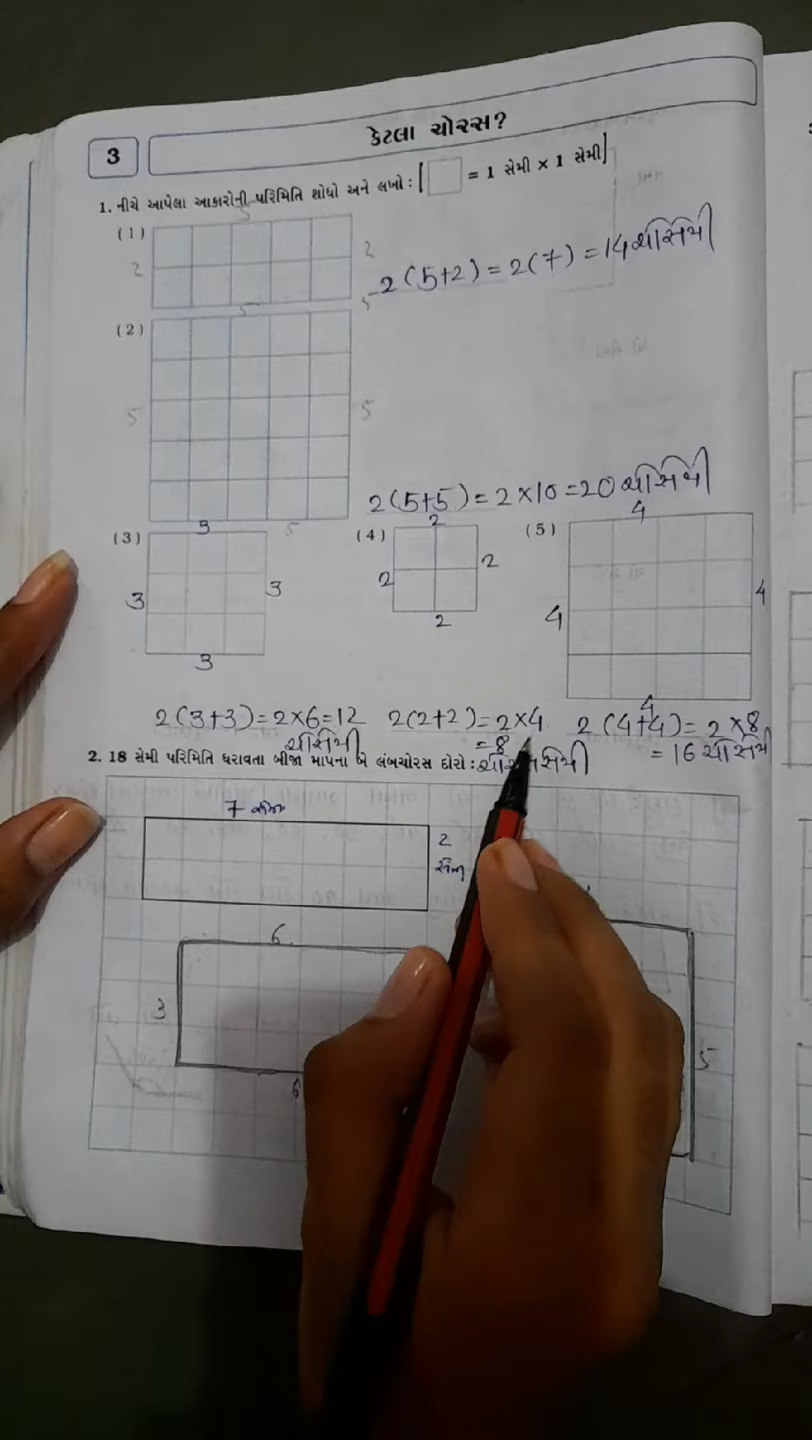 3
કેટલા ચોરસ?
1. નીચે આપેલા આકારોની પરિમિતિ શોધો અને લખો : [ = 1 સેમી × 1 સેમી]
(1)
5
2
2
5
2(5+2) = 2(7) = 14 ચોસેમી
(2)
5
5
5
5
2(5+5) = 2×10 = 20 ચોસેમી
(3)
3
3
3
3
(4)
2
2
2
2
(5)
4
4
4
4
2(3+3) = 2×6 = 12
ચોસેમી
2(2+2) = 2×4
= 8
ચોસેમી
2(4+4) = 2×8
= 16 ચોસેમી
2. 18 સેમી પરિમિતિ ધરાવતા બીજા માપના બે લંબચોરસ દોરો :
7 સેમી
2
સેમી
6
3
6
5